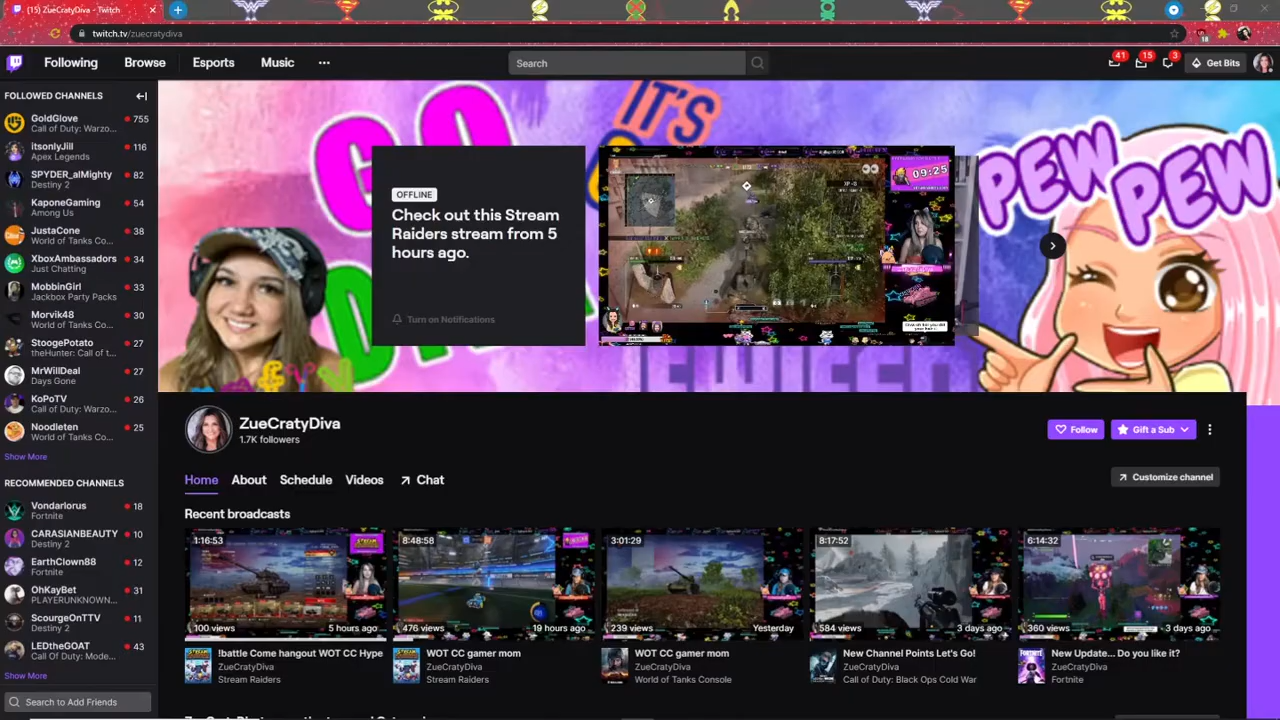 (15) ZueCratyDiva - Twitch
twitch.tv/zuecratydiva
Following
Browse
Esports
Music
Search
41
15
3
Get Bits
FOLLOWED CHANNELS
GoldGlove
755
Call of Duty: Warzo...
itsonlyJill
116
Apex Legends
SPYDER_alMighty
82
Destiny 2
KaponeGaming
54
Among Us
JustaCone
38
World of Tanks Co...
XboxAmbassadors
34
Just Chatting
MobbinGirl
33
Jackbox Party Packs
Morvik48
30
World of Tanks Co...
StagePotato
27
theHunter: Call of t...
MrWillDeal
27
Days Gone
KoPoTV
26
Call of Duty: Warzo...
Noodleten
25
World of Tanks Co...
Show More
RECOMMENDED CHANNELS
Vondarlorus
18
Fortnite
CARASIANBEAUTY
10
Destiny 2
EarthClown88
12
Fortnite
OhKayBet
31
PLAYERUNKNOWN...
ScourgeOnTTV
11
Destiny 2
LEDtheGOAT
43
Call Of Duty: Mode...
Show More
Search to Add Friends
GO
IT'S
PEW
PEW
OFFLINE
Check out this Stream
Raiders stream from 5
hours ago.
Turn on Notifications
09:25
ZueCratyDiva
1.7K followers
Follow
Gift a Sub
Home
About
Schedule
Videos
Chat
Customize channel
Recent broadcasts
1:16:53
100 views
5 hours ago
!battle Come hangout WOT CC Hype
ZueCratyDiva
Stream Raiders
8:48:58
476 views
19 hours ago
WOT CC gamer mom
ZueCratyDiva
Stream Raiders
3:01:29
239 views
Yesterday
WOT CC gamer mom
ZueCratyDiva
World of Tanks Console
8:17:52
584 views
3 days ago
New Channel Points Let's Go!
ZueCratyDiva
Call of Duty: Black Ops Cold War
6:14:32
360 views
3 days ago
New Update... Do you like it?
ZueCratyDiva
Fortnite